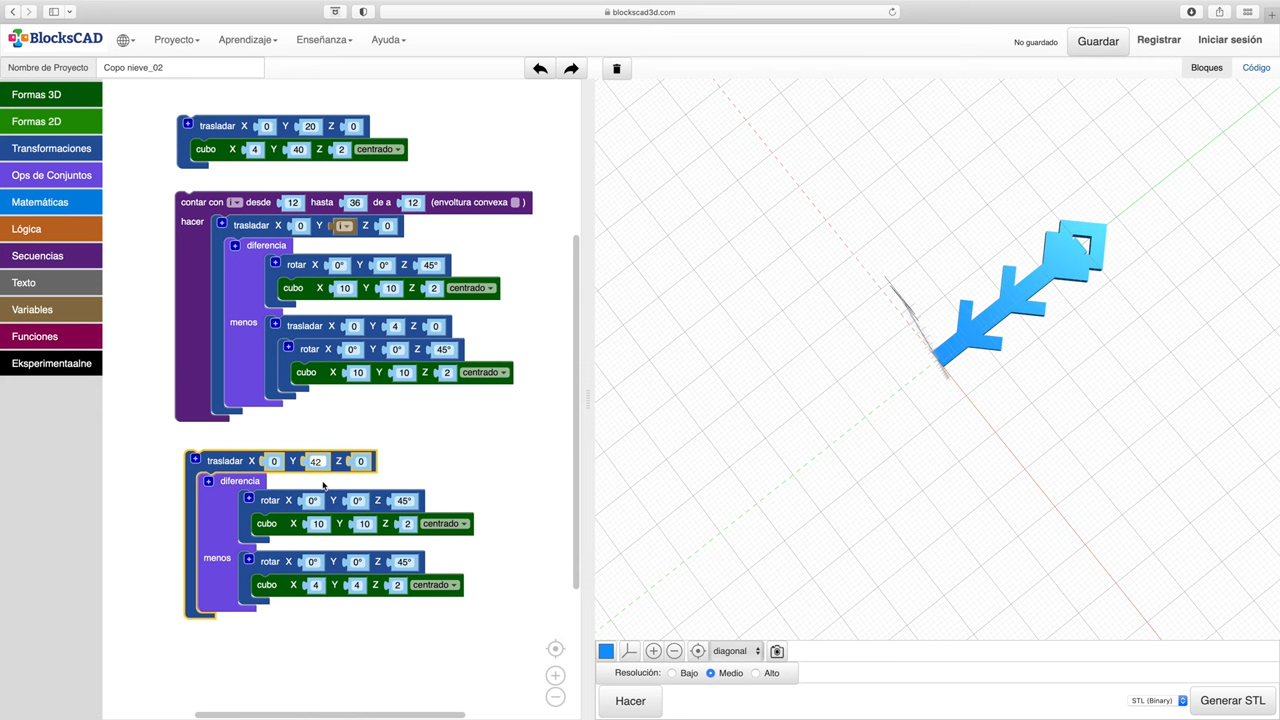 blockscad3d.com
BlocksCAD Proyecto Aprendizaje Enseñanza Ayuda No guardado Guardar Registrar Iniciar sesión
Nombre de Proyecto Copo nieve_02 Bloques Código
Formas 3D
Formas 2D
Transformaciones
Ops de Conjuntos
Matemáticas
Lógica
Secuencias
Texto
Variables
Funciones
Eksperimentaalne
trasladar X 0 Y 20 Z 0
cubo X 4 Y 40 Z 2 centrado
contar con i desde 12 hasta 36 de a 12 (envoltura convexa )
hacer trasladar X 0 Y i Z 0
diferencia
rotar X 0° Y 0° Z 45°
cubo X 10 Y 10 Z 2 centrado
menos trasladar X 0 Y 4 Z 0
rotar X 0° Y 0° Z 45°
cubo X 10 Y 10 Z 2 centrado
trasladar X 0 Y 42 Z 0
diferencia
rotar X 0° Y 0° Z 45°
cubo X 10 Y 10 Z 2 centrado
menos rotar X 0° Y 0° Z 45°
cubo X 4 Y 4 Z 2 centrado
diagonal
Resolución: Bajo Medio Alto
Hacer STL (Binary) Generar STL